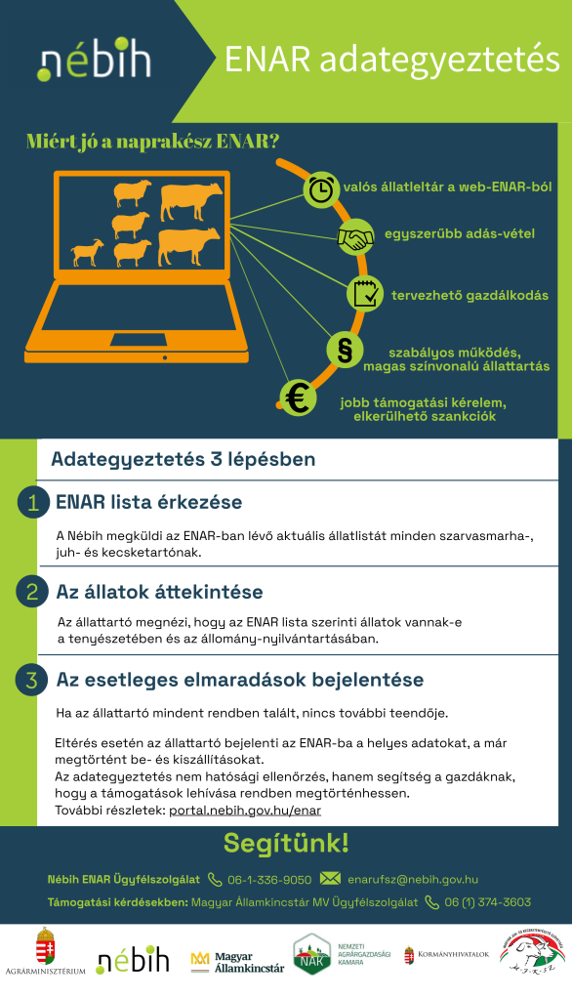 nébih
ENAR adategyeztetés
Miért jó a naprakész ENAR?
valós állatleltár a web-ENAR-ból
egyszerűbb adás-vétel
tervezhető gazdálkodás
§
szabályos működés,
magas színvonalú állattartás
€
jobb támogatási kérelem,
elkerülhető szankciók
Adategyeztetés 3 lépésben
1 ENAR lista érkezése
A Nébih megküldi az ENAR-ban lévő aktuális állatlistát minden szarvasmarha-,
juh- és kecsketartónak.
2 Az állatok áttekintése
Az állattartó megnézi, hogy az ENAR lista szerinti állatok vannak-e
a tenyészetében és az állomány-nyilvántartásában.
3 Az esetleges elmaradások bejelentése
Ha az állattartó mindent rendben talált, nincs további teendője.
Eltérés esetén az állattartó bejelenti az ENAR-ba a helyes adatokat, a már
megtörtént be- és kiszállításokat.
Az adategyeztetés nem hatósági ellenőrzés, hanem segítség a gazdáknak,
hogy a támogatások lehívása rendben megtörténhessen.
További részletek: portal.nebih.gov.hu/enar
Segítünk!
Nébih ENAR Ügyfélszolgálat 06-1-336-9050 enarufsz@nebih.gov.hu
Támogatási kérdésekben: Magyar Államkincstár MV Ügyfélszolgálat 06 (1) 374-3603
AGRÁRMINISZTÉRIUM
nébih
Magyar
Államkincstár
NAK
NEMZETI
AGRÁRGAZDASÁGI
KAMARA
KORMÁNYHIVATALOK